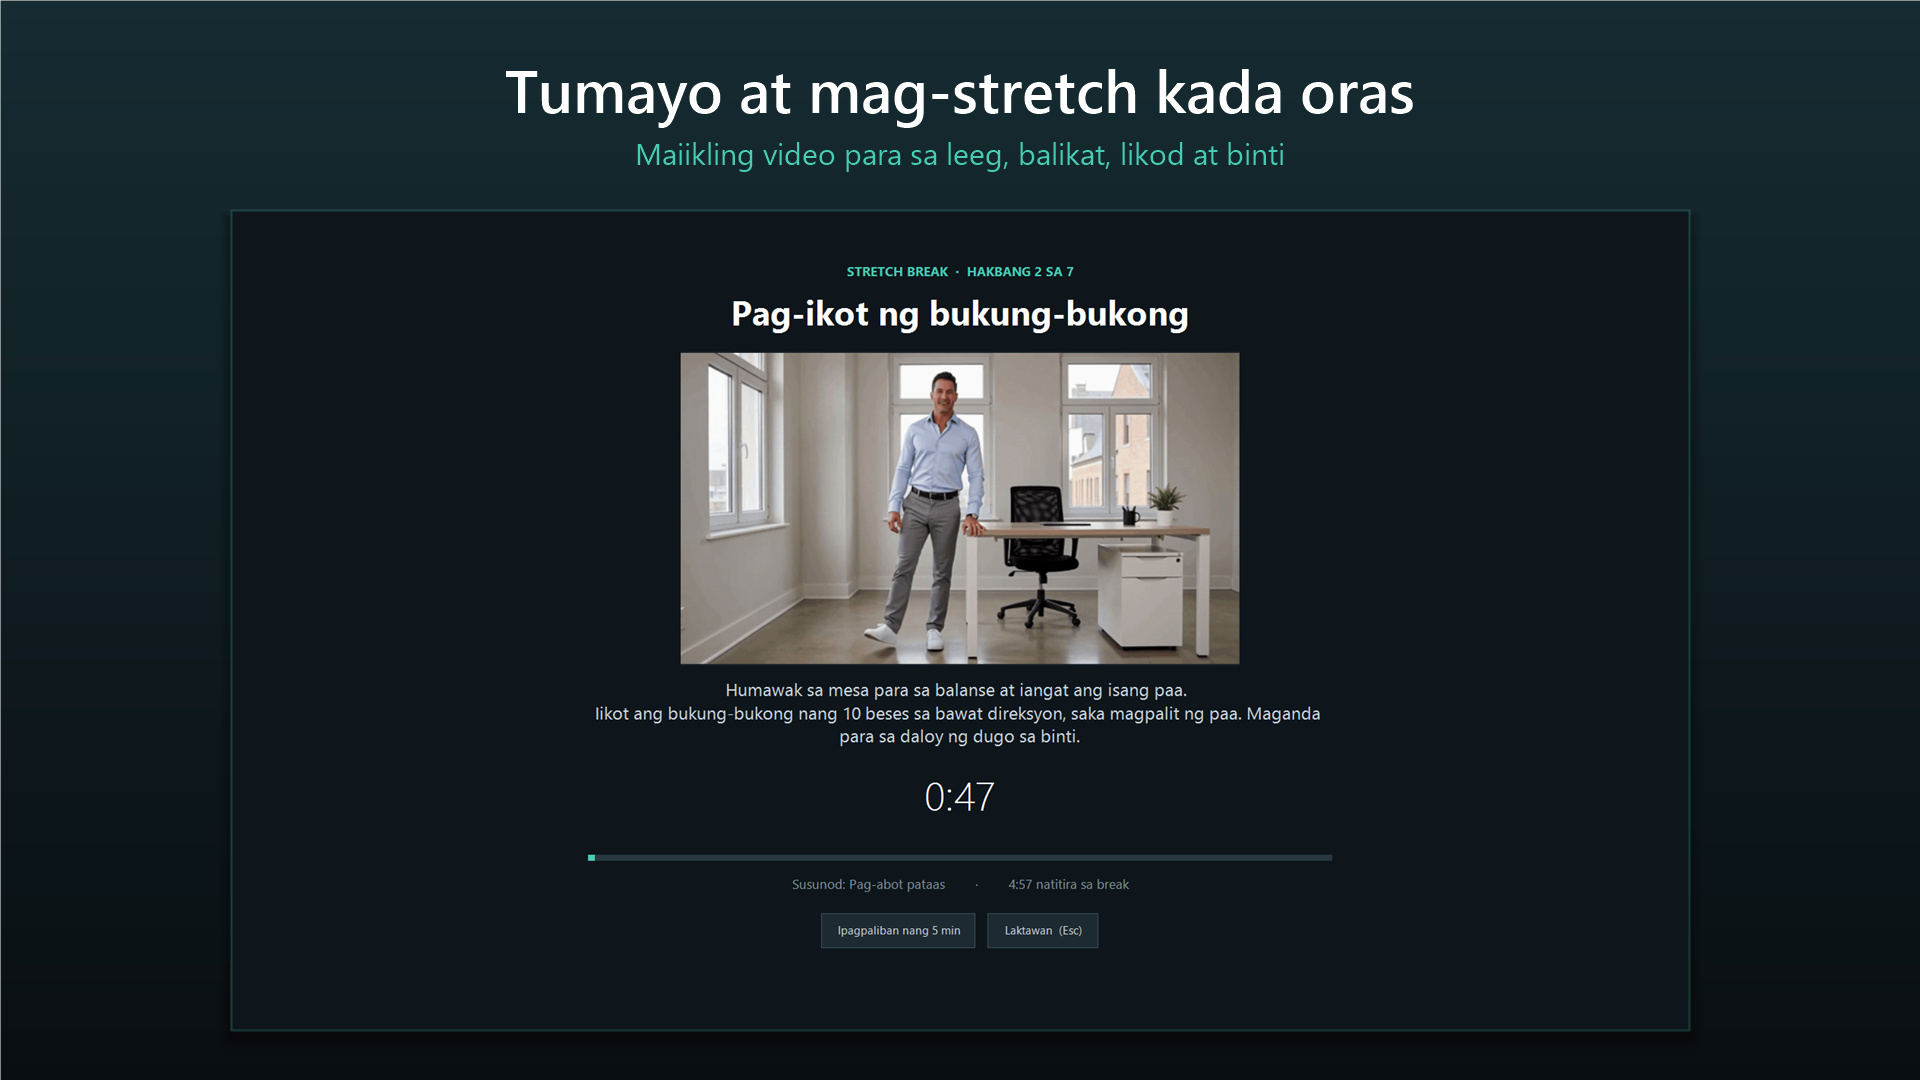 Tumayo at mag-stretch kada oras
Maiikling video para sa leeg, balikat, likod at binti
STRETCH BREAK · HAKBANG 2 SA 7
Pag-ikot ng bukung-bukong
Humawak sa mesa para sa balanse at iangat ang isang paa.
Iikot ang bukung-bukong nang 10 beses sa bawat direksyon, saka magpalit ng paa. Maganda
para sa daloy ng dugo sa binti.
0:47
Susunod: Pag-abot pataas · 4:57 natitira sa break
Ipagpaliban nang 5 min
Laktawan (Esc)